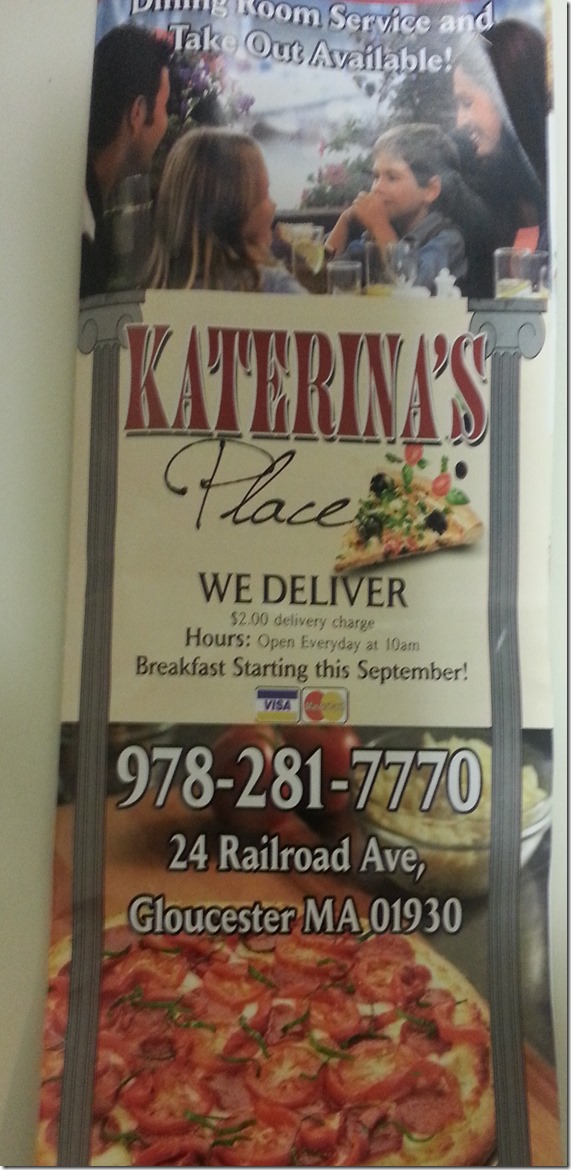 Dining Room Service and
Take Out Available!
KATERINA'S
Place
WE DELIVER
$2.00 delivery charge
Hours: Open Everyday at 10am
Breakfast Starting this September!
VISA MasterCard
978-281-7770
24 Railroad Ave,
Gloucester MA 01930